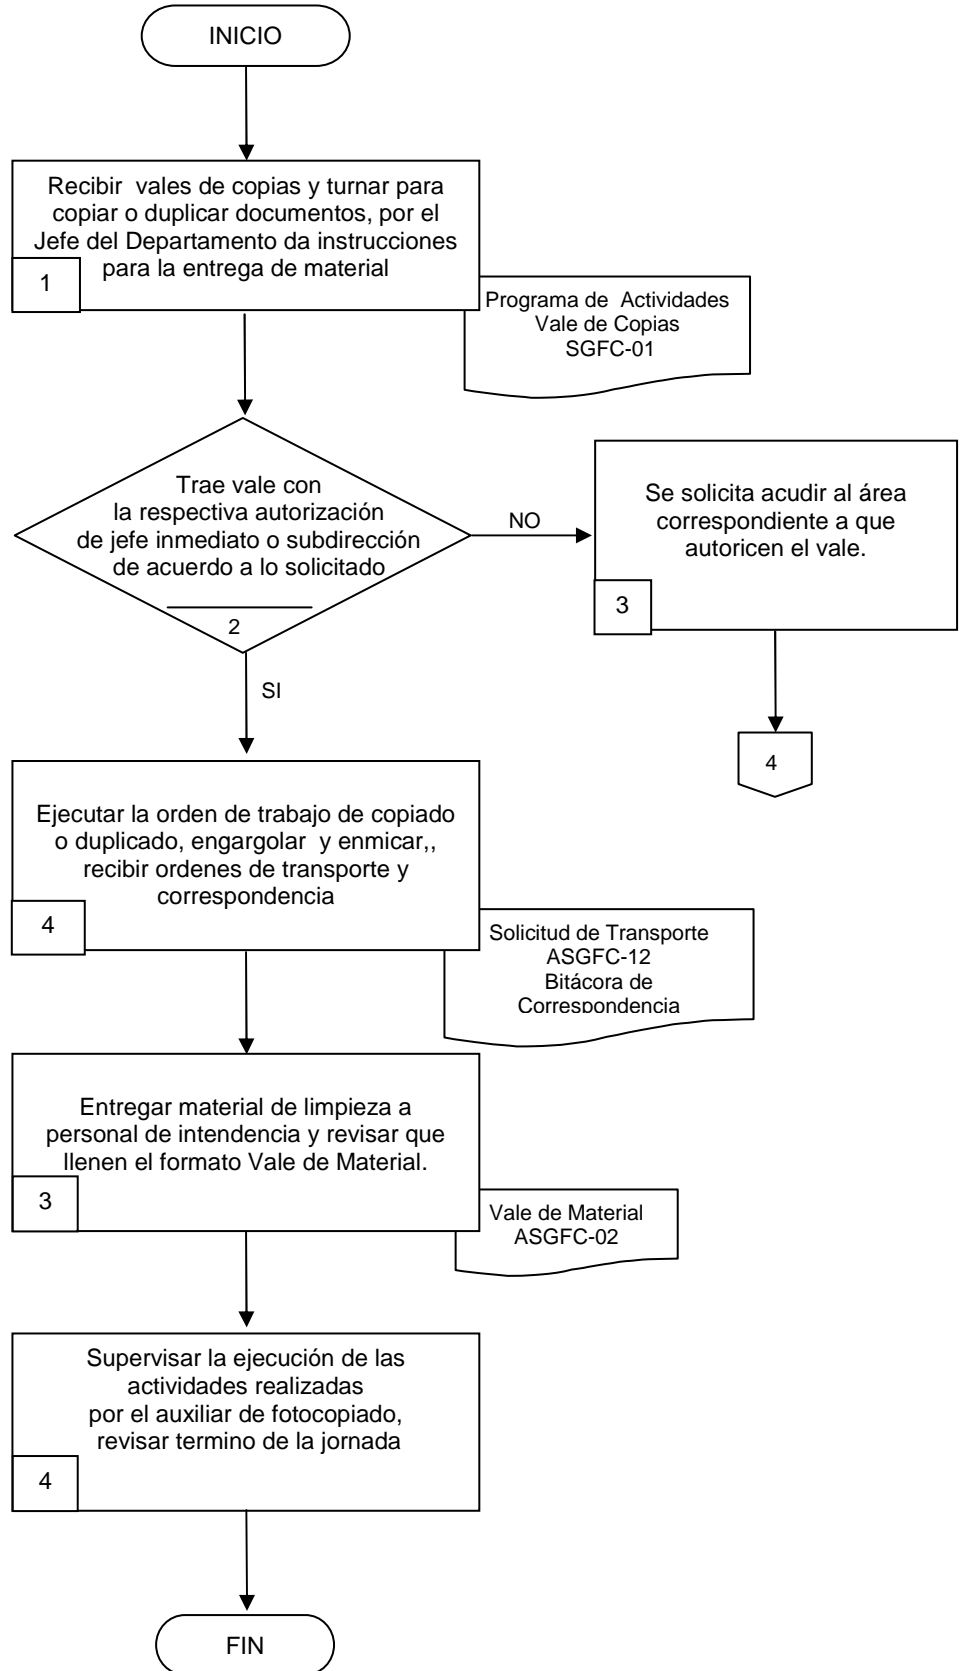 INICIO
Recibir vales de copias y turnar para
copiar o duplicar documentos, por el
Jefe del Departamento da instrucciones
para la entrega de material
1
Programa de Actividades
Vale de Copias
SGFC-01
Trae vale con
la respectiva autorización
de jefe inmediato o subdirección
de acuerdo a lo solicitado
2
NO
Se solicita acudir al área
correspondiente a que
autoricen el vale.
3
SI
4
Ejecutar la orden de trabajo de copiado
o duplicado, engargolar y enmicar,,
recibir ordenes de transporte y
correspondencia
4
Solicitud de Transporte
ASGFC-12
Bitácora de
Correspondencia
Entregar material de limpieza a
personal de intendencia y revisar que
llenen el formato Vale de Material.
3
Vale de Material
ASGFC-02
Supervisar la ejecución de las
actividades realizadas
por el auxiliar de fotocopiado,
revisar termino de la jornada
4
FIN